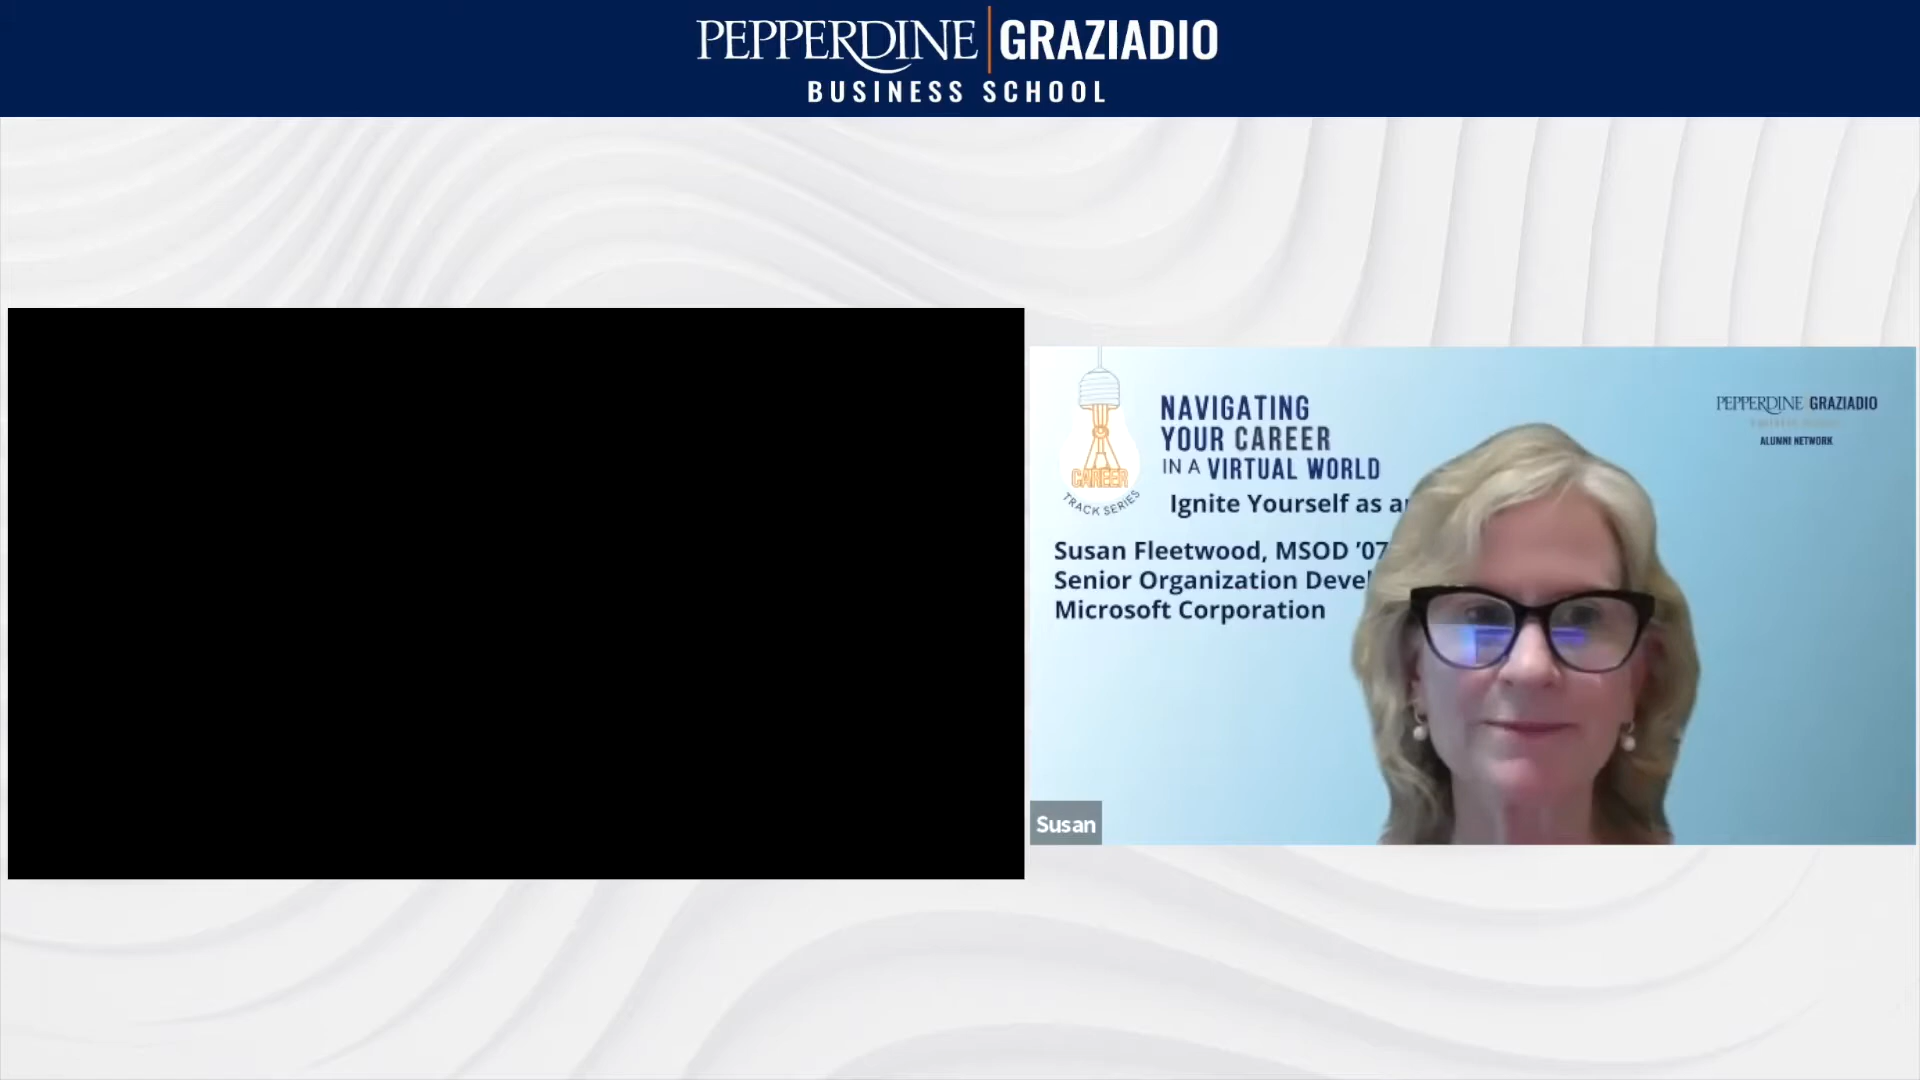 PEPPERDINE GRAZIADIO
BUSINESS SCHOOL
CAREER
TRACK SERIES
NAVIGATING
YOUR CAREER
IN A VIRTUAL WORLD
Ignite Yourself as
Susan Fleetwood, MSOD ’07
Senior Organization Deve
Microsoft Corporation
PEPPERDINE GRAZIADIO
ALUMNI NETWORK
Susan